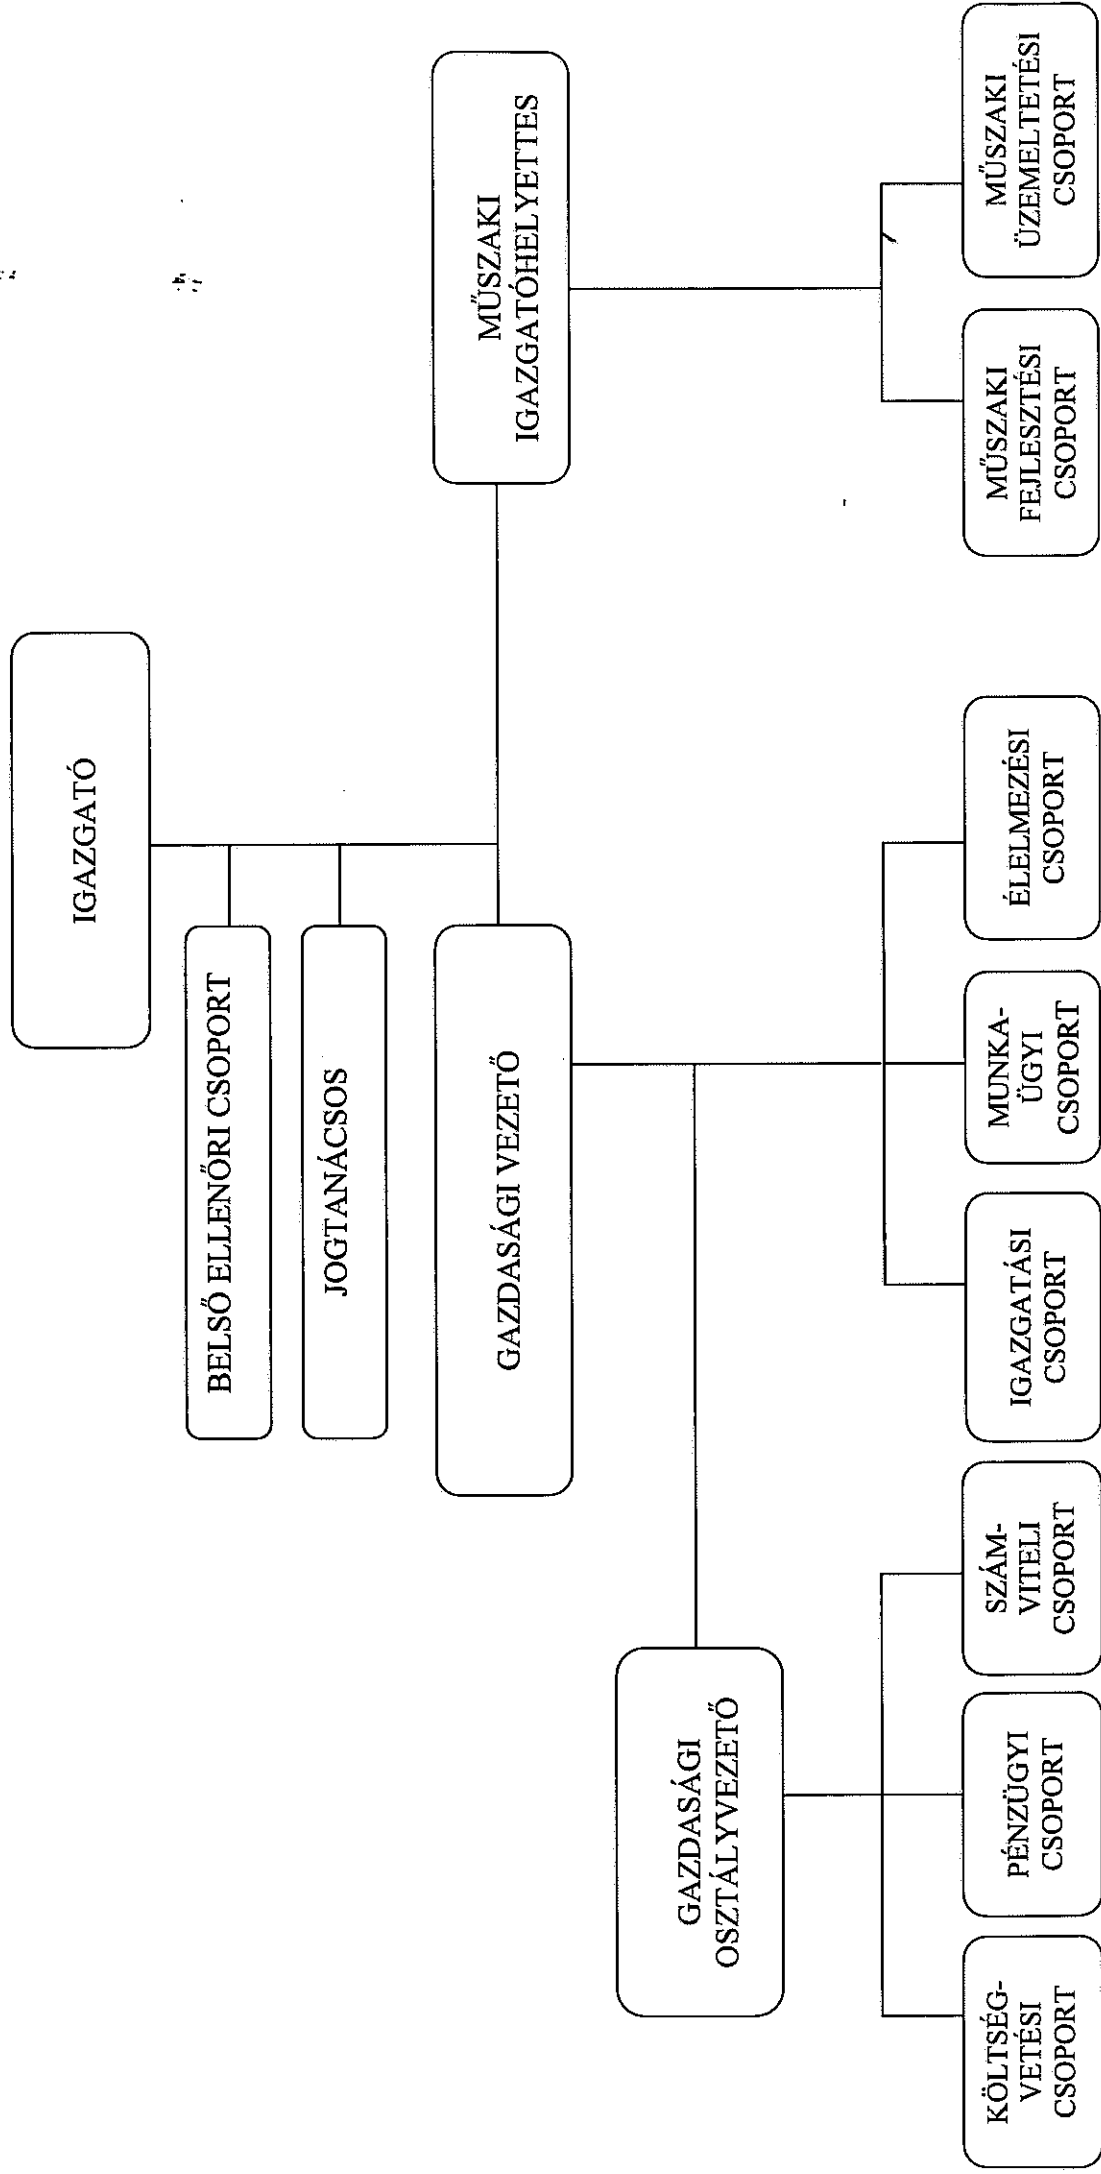 IGAZGATÓ
BELSŐ ELLENŐRI CSOPORT
JOGTANÁCSOS
GAZDASÁGI VEZETŐ
MŰSZAKI
IGAZGATÓHELYETTES
GAZDASÁGI
OSZTÁLYVEZETŐ
KÖLTSÉG-
VETÉSI
CSOPORT
PÉNZÜGYI
CSOPORT
SZÁM-
VITELI
CSOPORT
IGAZGATÁSI
CSOPORT
MUNKA-
ÜGYI
CSOPORT
ÉLELMEZÉSI
CSOPORT
MŰSZAKI
FEJLESZTÉSI
CSOPORT
MŰSZAKI
ÜZEMELTETÉSI
CSOPORT